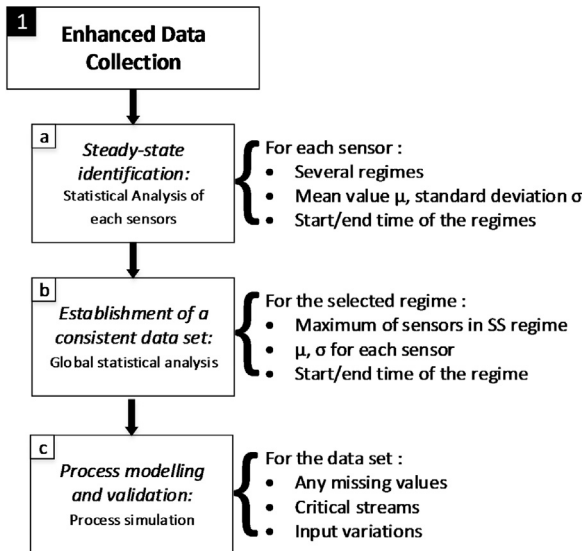 1
Enhanced Data
Collection
a
Steady-state
identification:
Statistical Analysis of
each sensors
For each sensor :
• Several regimes
• Mean value μ, standard deviation σ
• Start/end time of the regimes
b
Establishment of a
consistent data set:
Global statistical analysis
For the selected regime :
• Maximum of sensors in SS regime
• μ, σ for each sensor
• Start/end time of the regime
c
Process modelling
and validation:
Process simulation
For the data set :
• Any missing values
• Critical streams
• Input variations